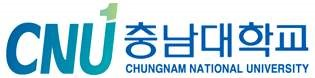 CNU 충남대학교
CHUNGNAM NATIONAL UNIVERSITY